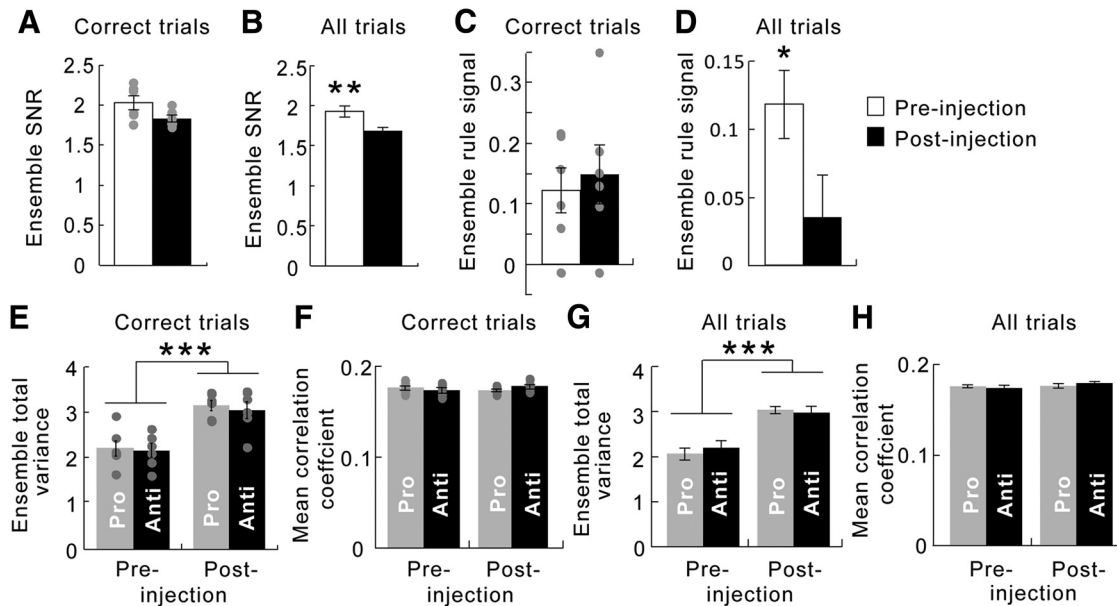 A
Correct trials
Ensemble SNR
2.5
2
1.5
1
0.5
0
B
All trials
Ensemble SNR
2.5
2
1.5
1
0.5
0
**
C
Correct trials
Ensemble rule signal
0.3
0.2
0.1
0
D
All trials
Ensemble rule signal
0.15
0.1
0.05
0
*
Pre-injection
Post-injection
E
Correct trials
***
Ensemble total
variance
4
3
2
1
0
Pro
Anti
Pro
Anti
Pre-
Post-
injection
F
Correct trials
Mean correlation
coeffcient
0.2
0.1
0
Pro
Anti
Pro
Anti
Pre-
Post-
injection
G
All trials
***
Ensemble total
variance
4
3
2
1
0
Pro
Anti
Pro
Anti
Pre-
Post-
injection
H
All trials
Mean correlation
coeffcient
0.2
0.1
0
Pro
Anti
Pro
Anti
Pre-
Post-
injection